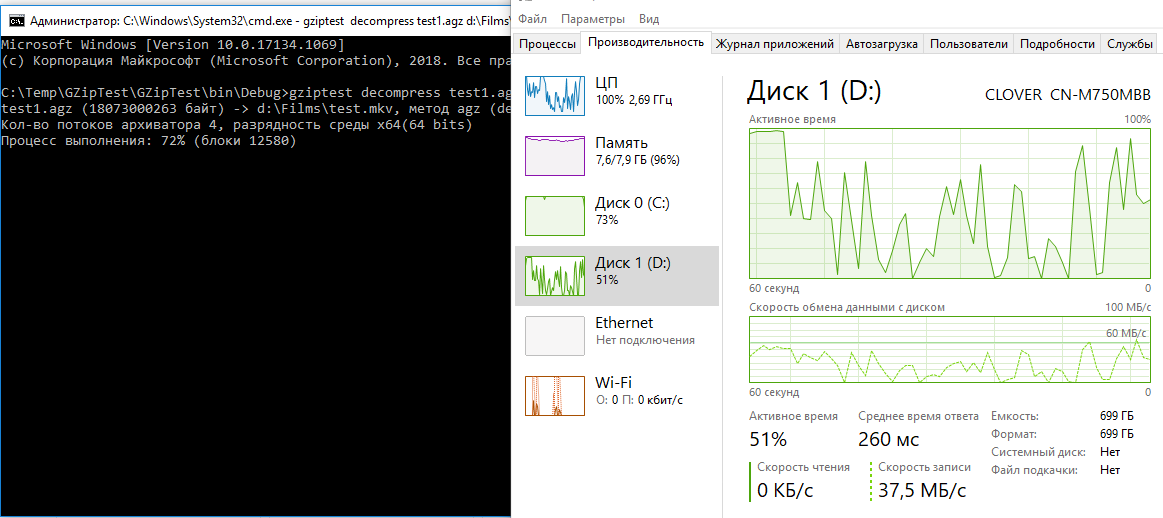 Администратор: C:\Windows\System32\cmd.exe - gziptest decompress test1.agz d:\Films\
Microsoft Windows [Version 10.0.17134.1069]
(c) Корпорация Майкрософт (Microsoft Corporation), 2018. Все пра
C:\Temp\GZipTest\GZipTest\bin\Debug>gziptest decompress test1.ag
test1.agz (18073000263 байт) -> d:\Films\test.mkv, метод agz (de
Кол-во потоков архиватора 4, разрядность среды x64(64 bits)
Процесс выполнения: 72% (блоки 12580)
Файл Параметры Вид
Процессы Производительность Журнал приложений Автозагрузка Пользователи Подробности Службы
ЦП
100% 2,69 ГГц
Память
7,6/7,9 ГБ (96%)
Диск 0 (C:)
73%
Диск 1 (D:)
51%
Ethernet
Нет подключения
Wi-Fi
О: 0 П: 0 кбит/с
Диск 1 (D:)
CLOVER CN-M750MBB
Активное время 100%
60 секунд 0
Скорость обмена данными с диском 100 МБ/с
60 МБ/с
60 секунд 0
Активное время
51%
Среднее время ответа
260 мс
Скорость чтения
0 КБ/с
Скорость записи
37,5 МБ/с
Емкость: 699 ГБ
Формат: 699 ГБ
Системный диск: Нет
Файл подкачки: Нет